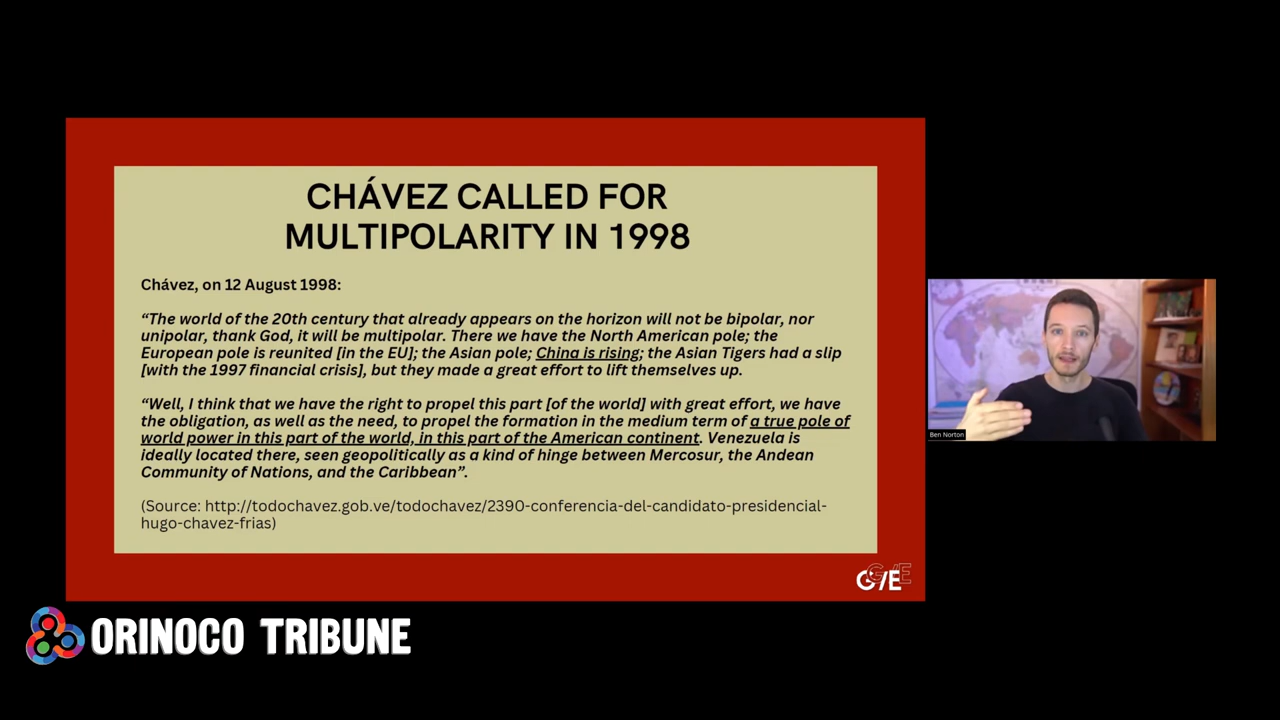 CHÁVEZ CALLED FOR
MULTIPOLARITY IN 1998
Chávez, on 12 August 1998:
“The world of the 20th century that already appears on the horizon will not be bipolar, nor
unipolar, thank God, it will be multipolar. There we have the North American pole; the
European pole is reunited [in the EU]; the Asian pole; China is rising; the Asian Tigers had a slip
[with the 1997 financial crisis], but they made a great effort to lift themselves up.
“Well, I think that we have the right to propel this part [of the world] with great effort, we have
the obligation, as well as the need, to propel the formation in the medium term of a true pole of
world power in this part of the world, in this part of the American continent. Venezuela is
ideally located there, seen geopolitically as a kind of hinge between Mercosur, the Andean
Community of Nations, and the Caribbean”.
(Source: http://todochavez.gob.ve/todochavez/2390-conferencia-del-candidato-presidencial-
hugo-chavez-frias)
G/E
Ben Norton
ORINOCO TRIBUNE